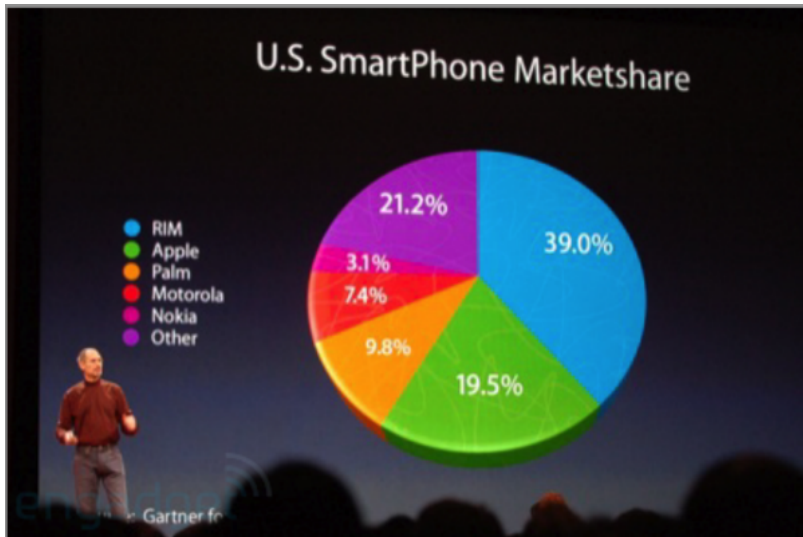 U.S. SmartPhone Marketshare
21.2%
39.0%
3.1%
7.4%
9.8%
19.5%
RIM
Apple
Palm
Motorola
Nokia
Other
engadget
Gartner